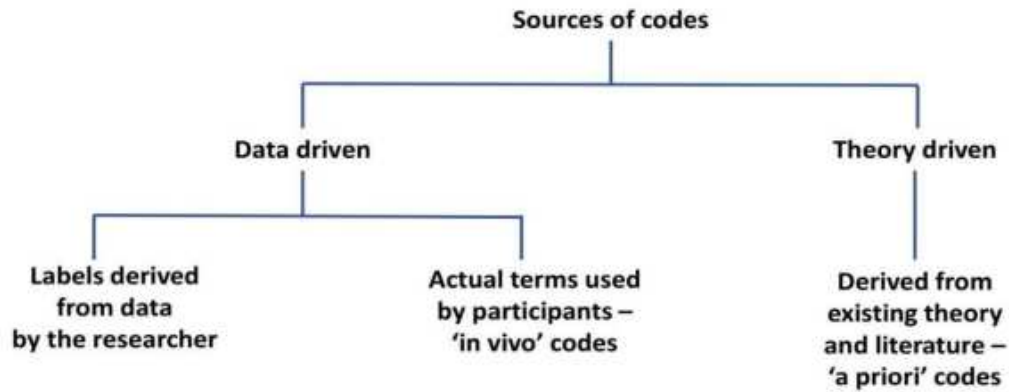 Sources of codes
Data driven
Theory driven
Labels derived
from data
by the researcher
Actual terms used
by participants –
‘in vivo’ codes
Derived from
existing theory
and literature –
‘a priori’ codes